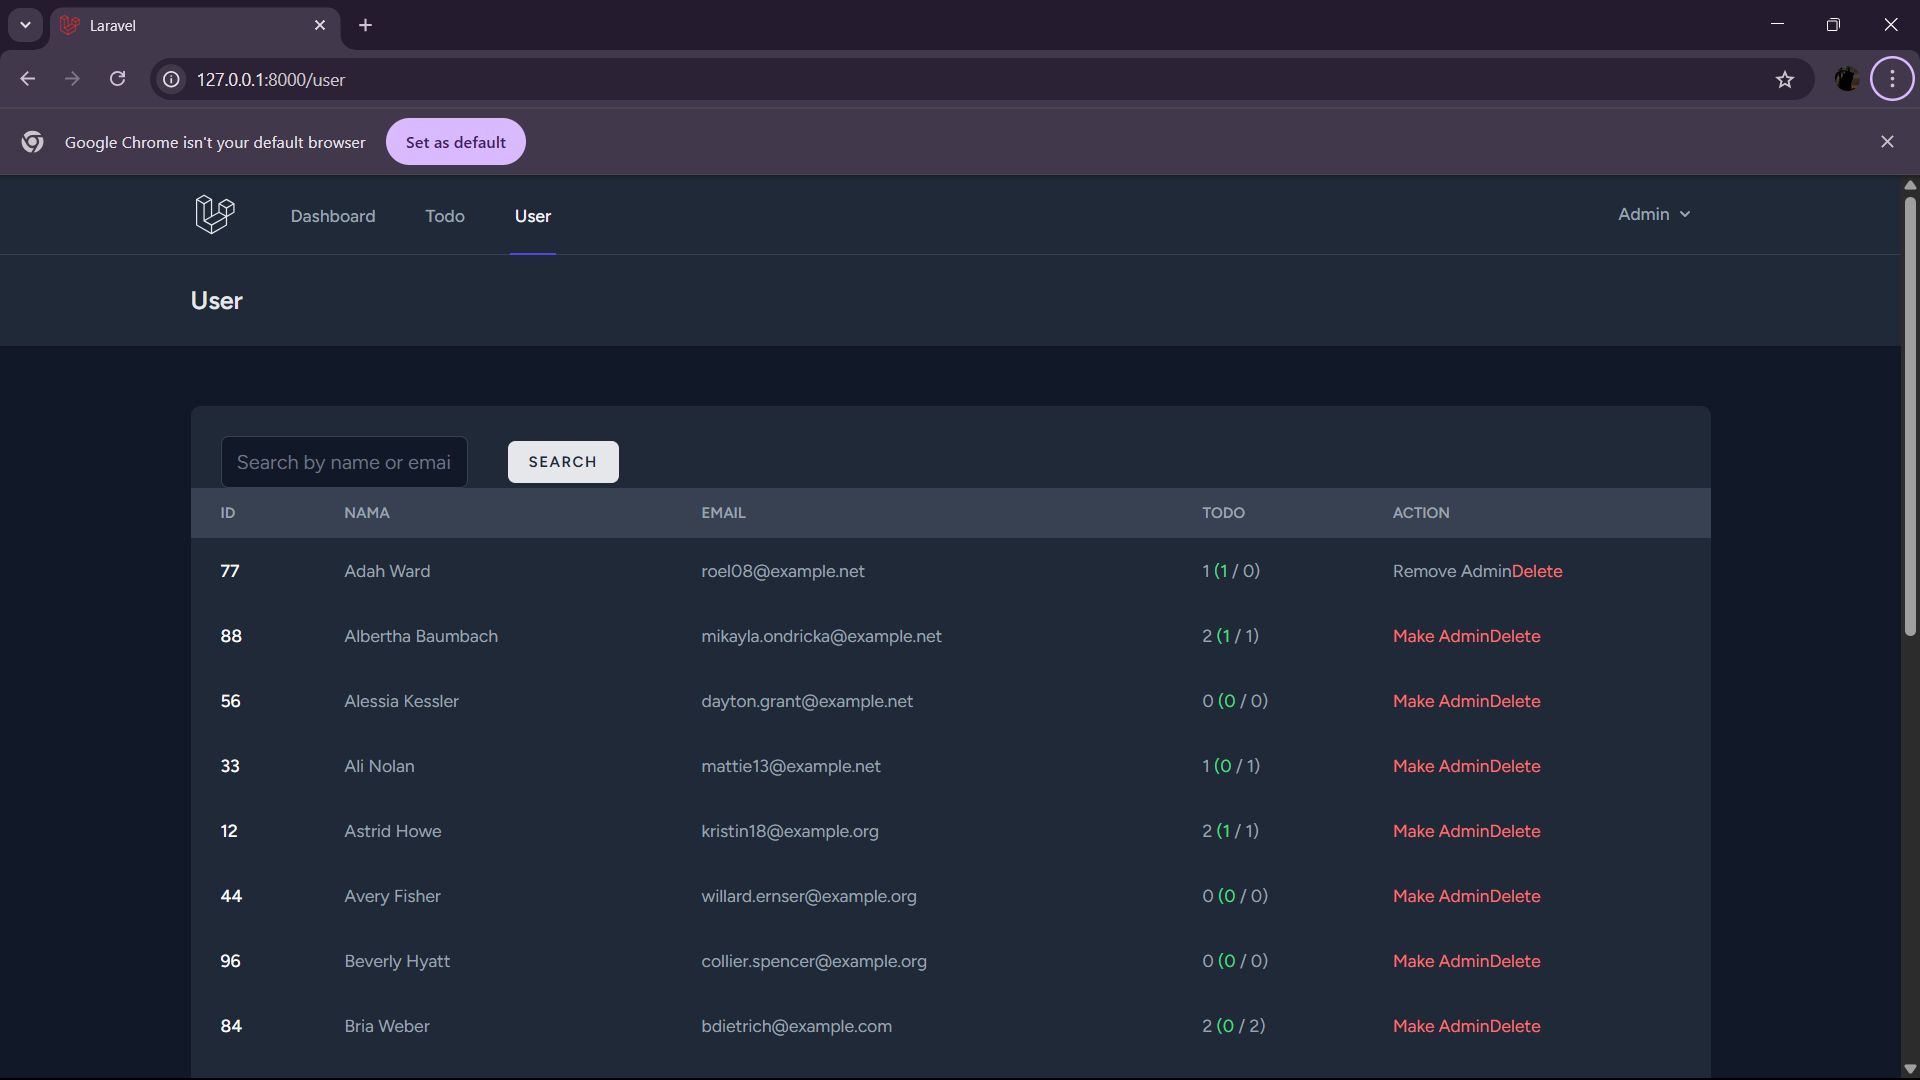 Laravel
127.0.0.1:8000/user
Google Chrome isn't your default browser Set as default
Dashboard Todo User Admin
User
Search by name or emai SEARCH
ID NAMA EMAIL TODO ACTION
77 Adah Ward roel08@example.net 1 (1 / 0) Remove AdminDelete
88 Albertha Baumbach mikayla.ondricka@example.net 2 (1 / 1) Make AdminDelete
56 Alessia Kessler dayton.grant@example.net 0 (0 / 0) Make AdminDelete
33 Ali Nolan mattie13@example.net 1 (0 / 1) Make AdminDelete
12 Astrid Howe kristin18@example.org 2 (1 / 1) Make AdminDelete
44 Avery Fisher willard.ernser@example.org 0 (0 / 0) Make AdminDelete
96 Beverly Hyatt collier.spencer@example.org 0 (0 / 0) Make AdminDelete
84 Bria Weber bdietrich@example.com 2 (0 / 2) Make AdminDelete